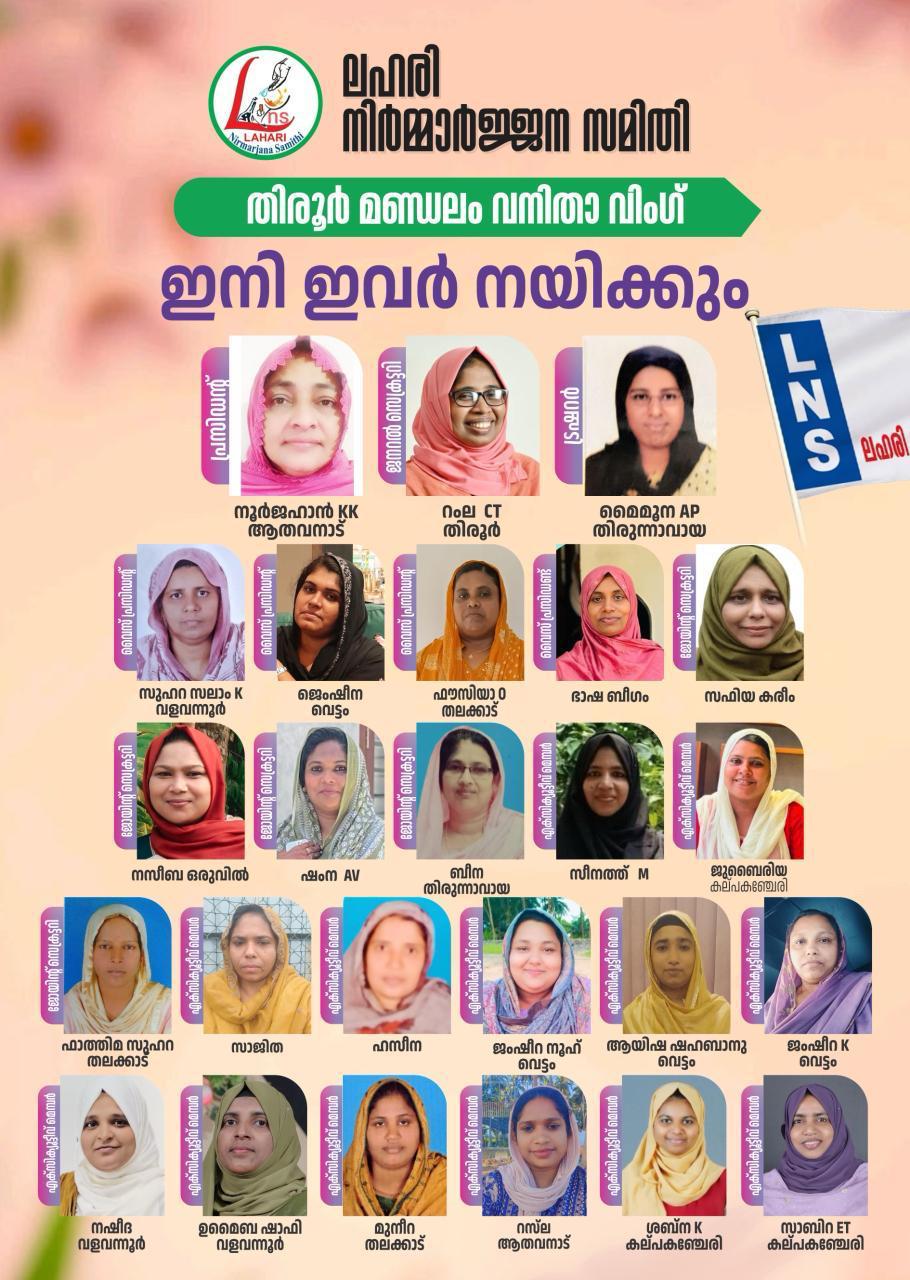 ലഹരി
നിർമ്മാർജ്ജന സമിതി
LNS
LAHARI
Nirmarjana Samithi
തിരൂർ മണ്ഡലം വനിതാ വിംഗ്
ഇനി ഇവർ നയിക്കും
LNS
ലഹരി
പ്രസിഡന്റ്
നൂർജഹാൻ KK
ആതവനാട്
ജനറൽ സെക്രട്ടറി
റംല CT
തിരൂർ
ട്രഷറർ
മൈമൂന AP
തിരുന്നാവായ
വൈസ് പ്രസിഡന്റ്
സുഹറ സലാം K
വളവന്നൂർ
വൈസ് പ്രസിഡന്റ്
ജെംഷീന
വെട്ടം
വൈസ് പ്രസിഡന്റ്
ഫൗസിയാ O
തലക്കാട്
വൈസ് പ്രസിഡണ്ട്
ഭാഷ ബീഗം
ജോയിന്റ് സെക്രട്ടറി
സഫിയ കരീം
ജോയിന്റ് സെക്രട്ടറി
നസീബ ഒരുവിൽ
ജോയിന്റ് സെക്രട്ടറി
ഷംന AV
ജോയിന്റ് സെക്രട്ടറി
ബീന
തിരുന്നാവായ
എക്സിക്യൂട്ടീവ് മെമ്പർ
സീനത്ത് M
എക്സിക്യൂട്ടീവ് മെമ്പർ
ജുബൈരിയ
കല്പകഞ്ചേരി
ജോയിന്റ് സെക്രട്ടറി
ഫാത്തിമ സുഹറ
തലക്കാട്
എക്സിക്യൂട്ടീവ് മെമ്പർ
സാജിത
എക്സിക്യൂട്ടീവ് മെമ്പർ
ഹസീന
എക്സിക്യൂട്ടീവ് മെമ്പർ
ജംഷീറ നൂഹ്
വെട്ടം
എക്സിക്യൂട്ടീവ് മെമ്പർ
ആയിഷ ഷഹബാനു
വെട്ടം
എക്സിക്യൂട്ടീവ് മെമ്പർ
ജംഷീറ K
വെട്ടം
എക്സിക്യൂട്ടീവ് മെമ്പർ
നഷീദ
വളവന്നൂർ
എക്സിക്യൂട്ടീവ് മെമ്പർ
ഉമൈബ ഷാഫി
വളവന്നൂർ
എക്സിക്യൂട്ടീവ് മെമ്പർ
മുനീറ
തലക്കാട്
എക്സിക്യൂട്ടീവ് മെമ്പർ
റസ്ല
ആതവനാട്
എക്സിക്യൂട്ടീവ് മെമ്പർ
ശബ്ന K
കല്പകഞ്ചേരി
എക്സിക്യൂട്ടീവ് മെമ്പർ
സാബിറ ET
കല്പകഞ്ചേരി